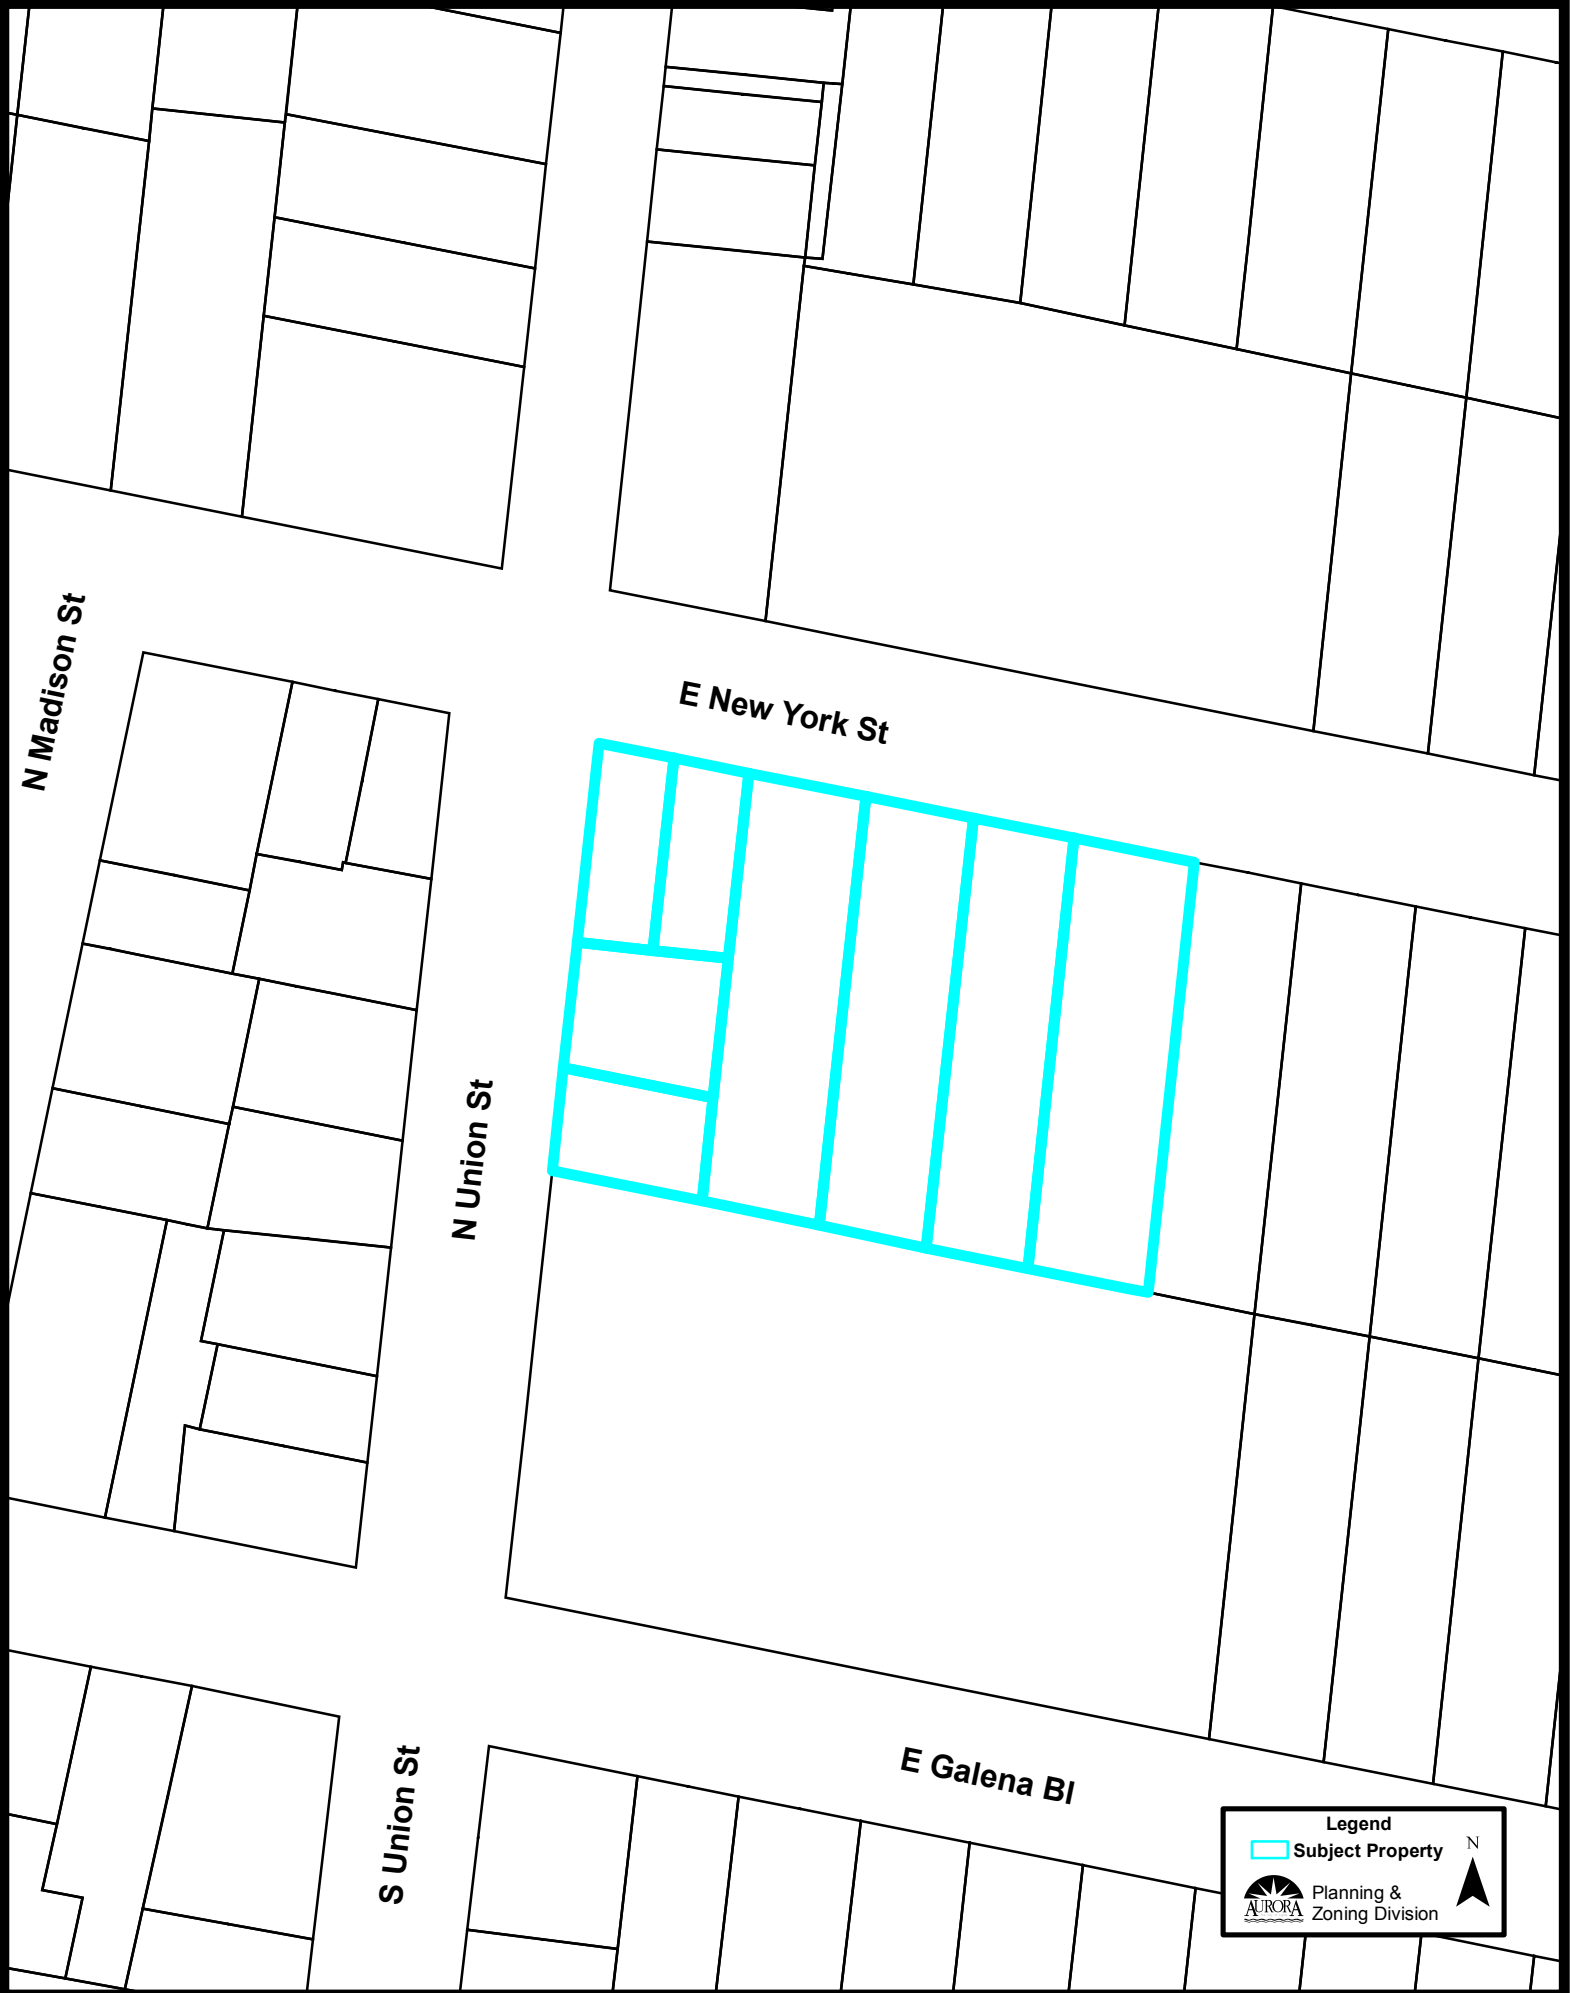 N Madison St
E New York St
N Union St
E Galena Bl
S Union St
Legend
Subject Property
N
AURORA
Planning &
Zoning Division